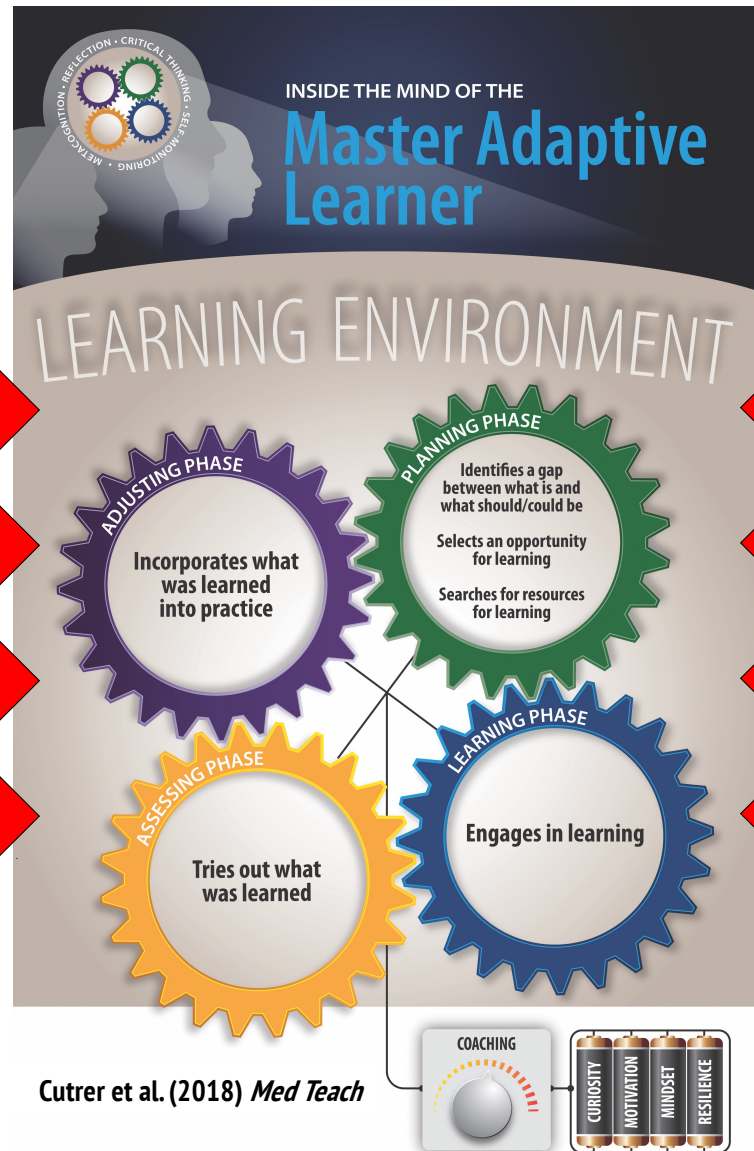 REFLECTION • CRITICAL THINKING • SELF-MONITORING • METACOGNITION •
INSIDE THE MIND OF THE
Master Adaptive
Learner
LEARNING ENVIRONMENT
ADJUSTING PHASE
Incorporates what
was learned
into practice
PLANNING PHASE
Identifies a gap
between what is and
what should/could be
Selects an opportunity
for learning
Searches for resources
for learning
ASSESSING PHASE
Tries out what
was learned
LEARNING PHASE
Engages in learning
Cutrer et al. (2018) Med Teach
COACHING
CURIOSITY
MOTIVATION
MINDSET
RESILIENCE